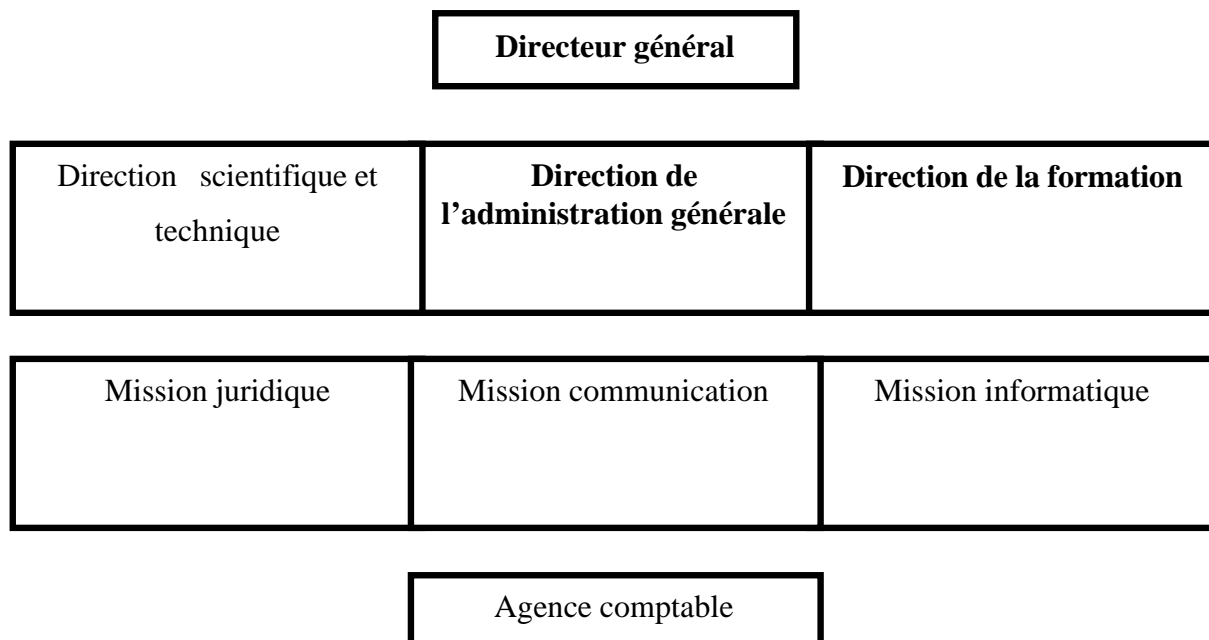 Directeur général
Direction scientifique et
technique
Direction de
l’administration générale
Direction de la formation
Mission juridique
Mission communication
Mission informatique
Agence comptable